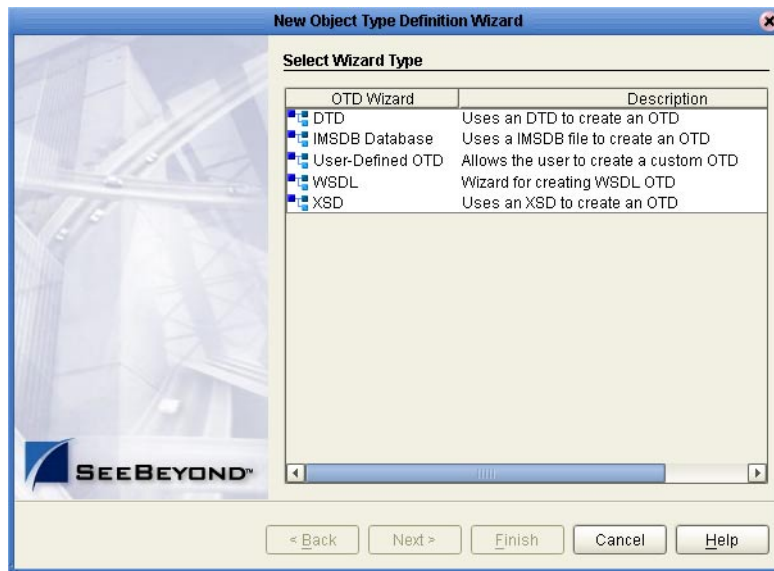 New Object Type Definition Wizard
Select Wizard Type
OTD Wizard Description
DTD Uses an DTD to create an OTD
IMSDB Database Uses a IMSDB file to create an OTD
User-Defined OTD Allows the user to create a custom OTD
WSDL Wizard for creating WSDL OTD
XSD Uses an XSD to create an OTD
SEEBEYOND™
< Back Next > Finish Cancel Help